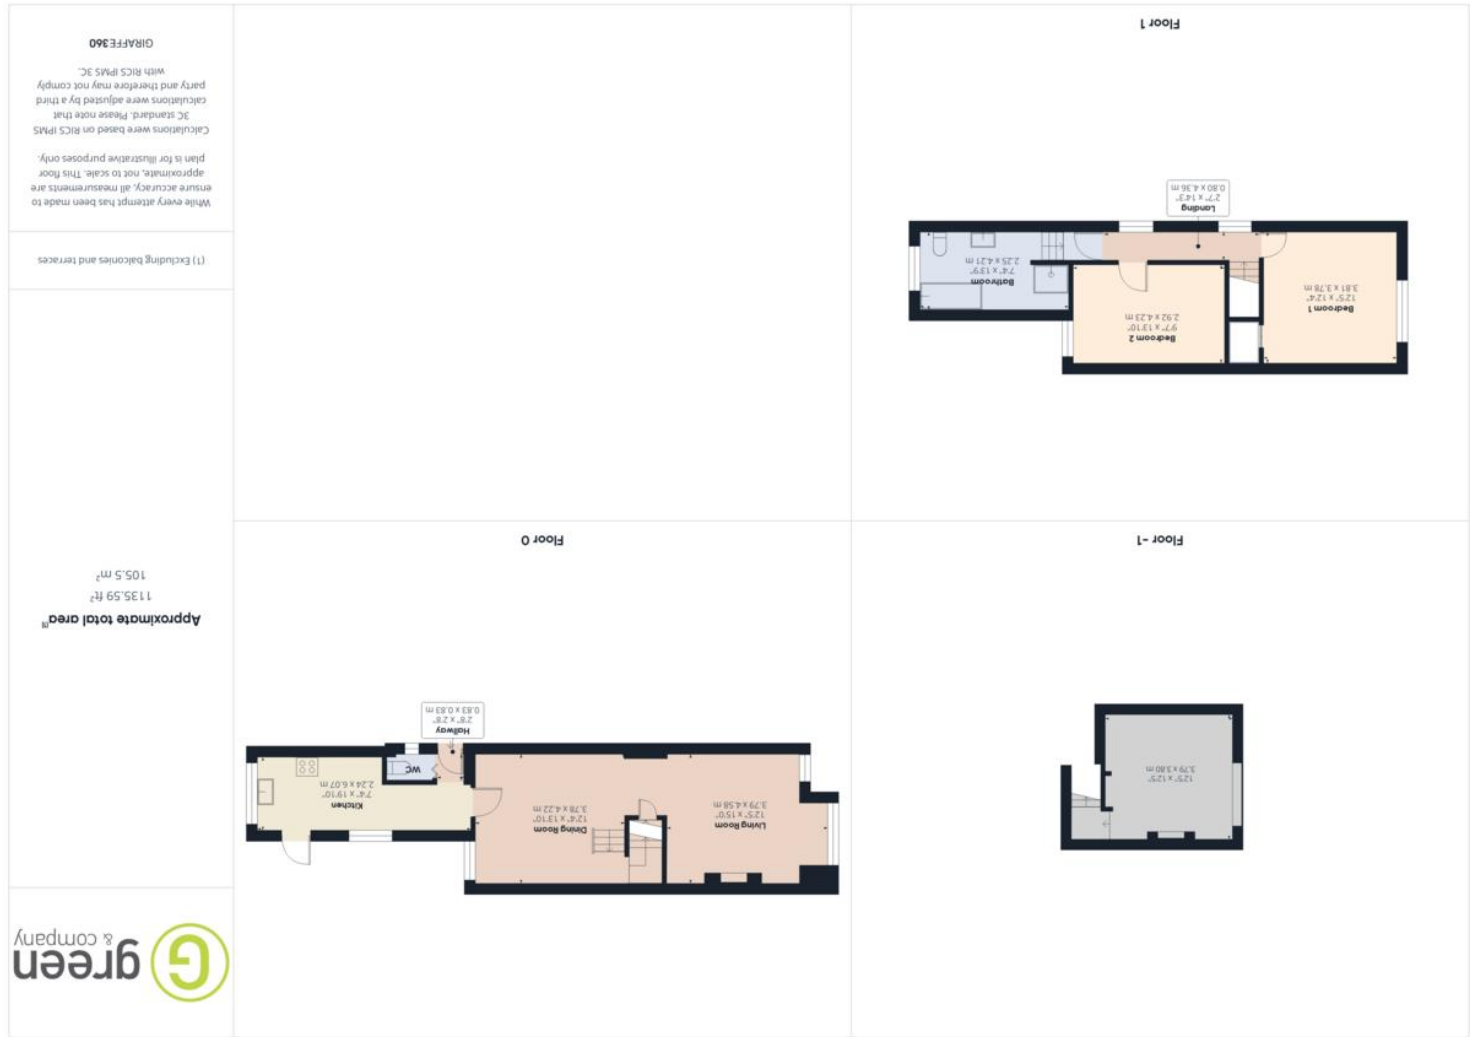 12'5" x 12'5"
3.79 x 3.80 m
Floor -1
Living Room
12'5" x 15'0"
3.79 x 4.58 m
Dining Room
12'4" x 13'10"
3.78 x 4.22 m
Kitchen
7'4" x 19'10"
2.24 x 6.07 m
WC
Hallway
2'8" x 2'8"
0.83 x 0.83 m
Floor 0
Bedroom 1
12'5" x 12'4"
3.81 x 3.78 m
Bedroom 2
9'7" x 13'10"
2.92 x 4.23 m
Bathroom
7'4" x 13'9"
2.25 x 4.21 m
Landing
2'7" x 14'3"
0.80 x 4.36 m
Floor 1
G green
& company
Approximate total area(1)
1135.59 ft²
105.5 m²
(1) Excluding balconies and terraces
While every attempt has been made to
ensure accuracy, all measurements are
approximate, not to scale. This floor
plan is for illustrative purposes only.
Calculations were based on RICS IPMS
3C standard. Please note that
calculations were adjusted by a third
party and therefore may not comply
with RICS IPMS 3C.
GIRAFFE360